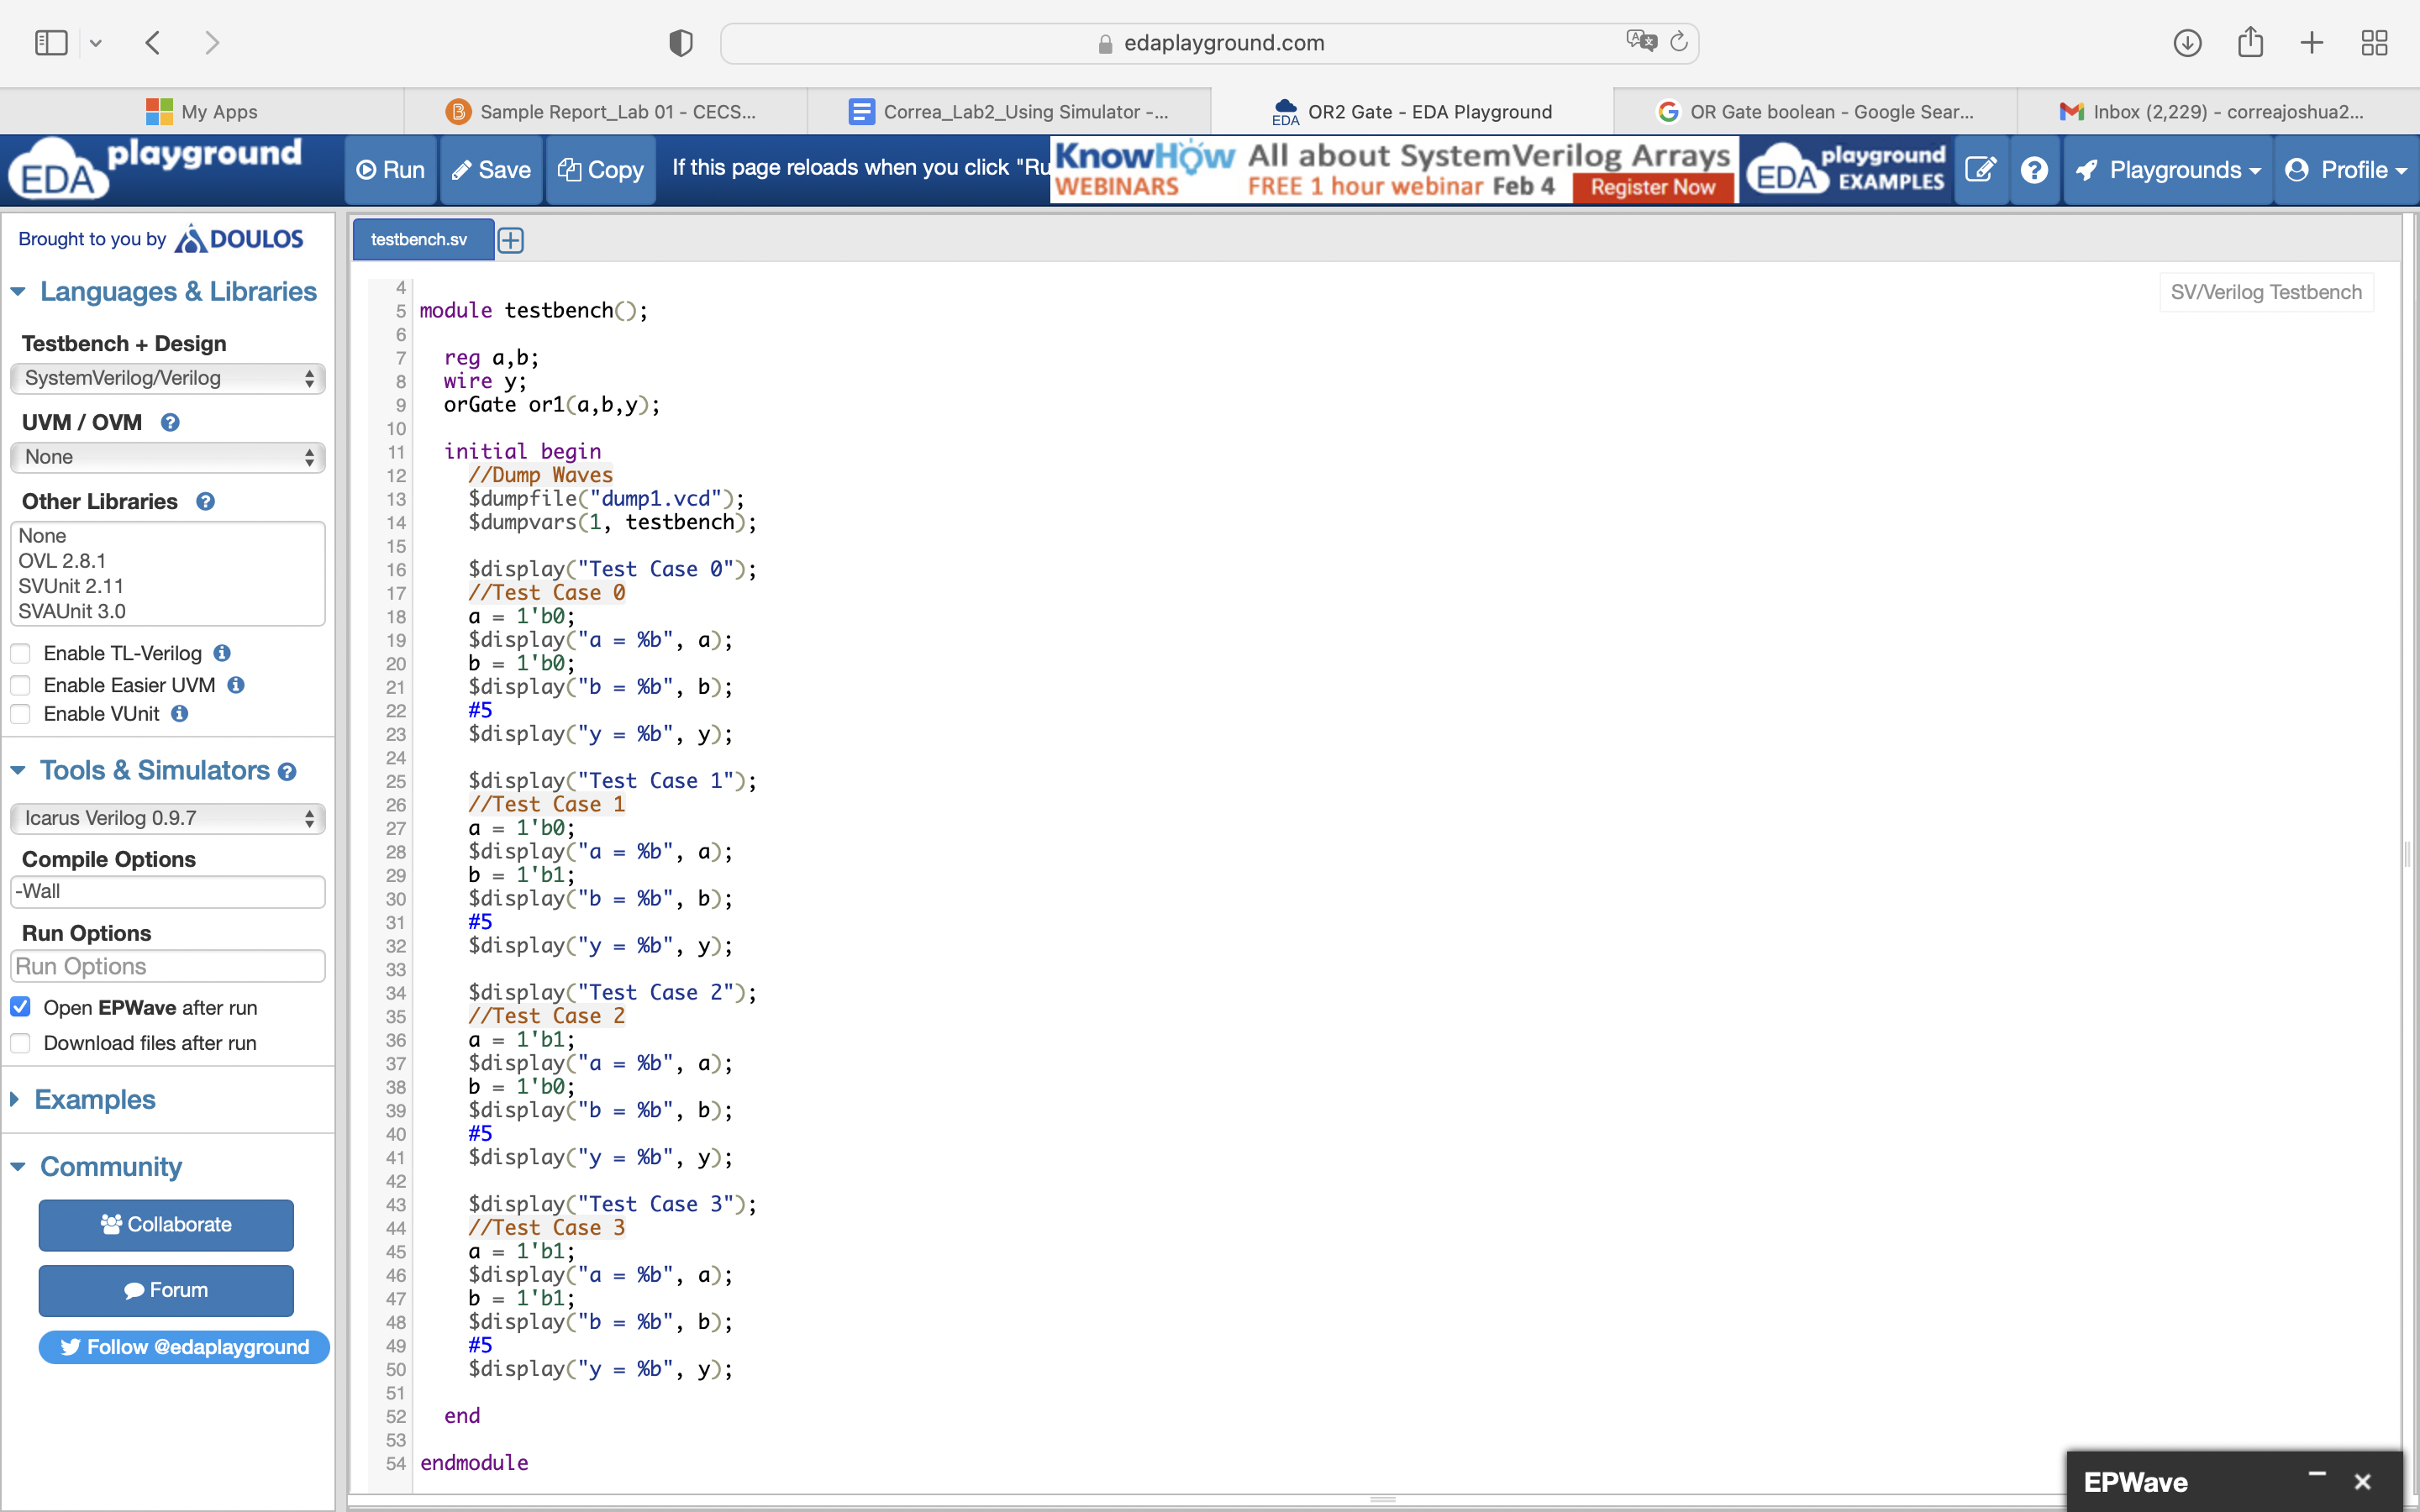 edaplayground.com
My Apps
Sample Report_Lab 01 - CECS...
Correa_Lab2_Using Simulator -...
EDA
OR2 Gate - EDA Playground
OR Gate boolean - Google Sear...
Inbox (2,229) - correajoshua2...
EDA playground
Run
Save
Copy
If this page reloads when you click "Ru
KnowHow WEBINARS
All about SystemVerilog Arrays
FREE 1 hour webinar Feb 4
Register Now
EDA playground EXAMPLES
Playgrounds
Profile
Brought to you by DOULOS
Languages & Libraries
Testbench + Design
SystemVerilog/Verilog
UVM / OVM
None
Other Libraries
None
OVL 2.8.1
SVUnit 2.11
SVAUnit 3.0
Enable TL-Verilog
Enable Easier UVM
Enable VUnit
Tools & Simulators
Icarus Verilog 0.9.7
Compile Options
-Wall
Run Options
Run Options
Open EPWave after run
Download files after run
Examples
Community
Collaborate
Forum
Follow @edaplayground
testbench.sv
SV/Verilog Testbench
4
5 module testbench();
6
7 reg a,b;
8 wire y;
9 orGate or1(a,b,y);
10
11 initial begin
12 //Dump Waves
13 $dumpfile("dump1.vcd");
14 $dumpvars(1, testbench);
15
16 $display("Test Case 0");
17 //Test Case 0
18 a = 1'b0;
19 $display("a = %b", a);
20 b = 1'b0;
21 $display("b = %b", b);
22 #5
23 $display("y = %b", y);
24
25 $display("Test Case 1");
26 //Test Case 1
27 a = 1'b0;
28 $display("a = %b", a);
29 b = 1'b1;
30 $display("b = %b", b);
31 #5
32 $display("y = %b", y);
33
34 $display("Test Case 2");
35 //Test Case 2
36 a = 1'b1;
37 $display("a = %b", a);
38 b = 1'b0;
39 $display("b = %b", b);
40 #5
41 $display("y = %b", y);
42
43 $display("Test Case 3");
44 //Test Case 3
45 a = 1'b1;
46 $display("a = %b", a);
47 b = 1'b1;
48 $display("b = %b", b);
49 #5
50 $display("y = %b", y);
51
52 end
53
54 endmodule
EPWave